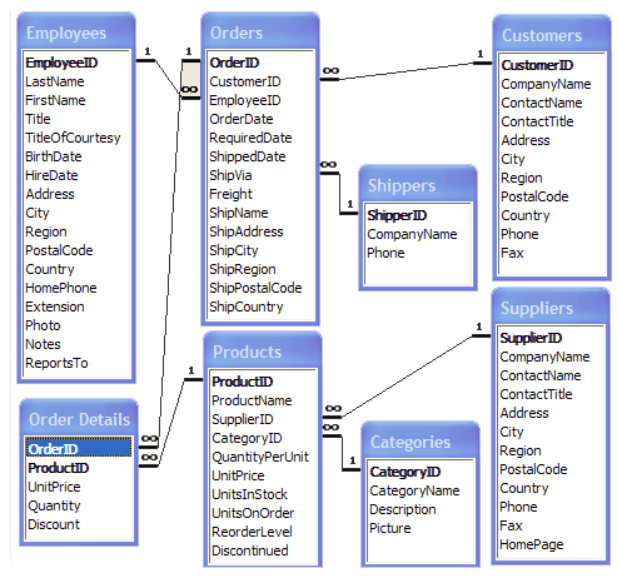 Employees
EmployeeID
LastName
FirstName
Title
TitleOfCourtesy
BirthDate
HireDate
Address
City
Region
PostalCode
Country
HomePhone
Extension
Photo
Notes
ReportsTo
1
1
∞
Orders
OrderID
CustomerID
EmployeeID
OrderDate
RequiredDate
ShippedDate
ShipVia
Freight
ShipName
ShipAddress
ShipCity
ShipRegion
ShipPostalCode
ShipCountry
∞
1
∞
1
Customers
CustomerID
CompanyName
ContactName
ContactTitle
Address
City
Region
PostalCode
Country
Phone
Fax
Shippers
ShipperID
CompanyName
Phone
Order Details
OrderID
ProductID
UnitPrice
Quantity
Discount
∞
∞
1
Products
ProductID
ProductName
SupplierID
CategoryID
QuantityPerUnit
UnitPrice
UnitsInStock
UnitsOnOrder
ReorderLevel
Discontinued
∞
∞
1
1
Categories
CategoryID
CategoryName
Description
Picture
Suppliers
SupplierID
CompanyName
ContactName
ContactTitle
Address
City
Region
PostalCode
Country
Phone
Fax
HomePage